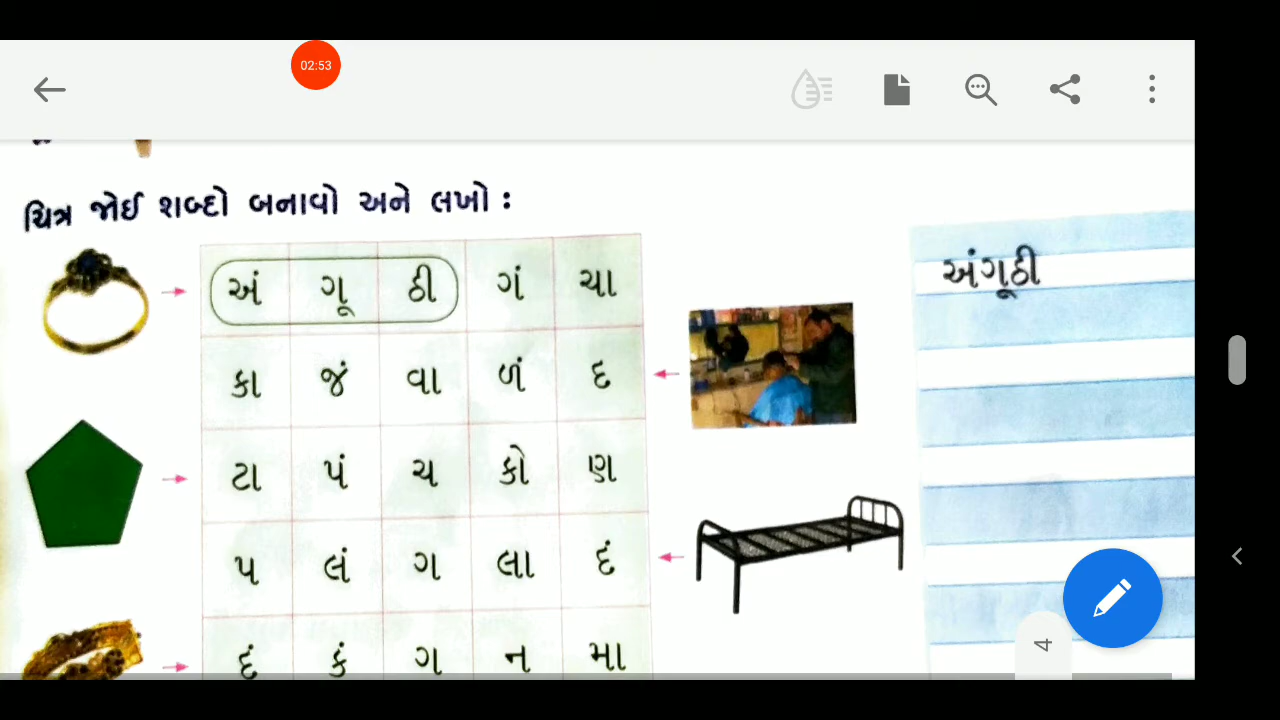 02:53
ચિત્ર જોઈ શબ્દો બનાવો અને લખો :
અં ગૂ ઠી ગં ચા
અંગૂઠી
કા જં વા ળં દ
ટા પં ચ કો ણ
પ લં ગ લા દં
દં કં ગ ન મા
4